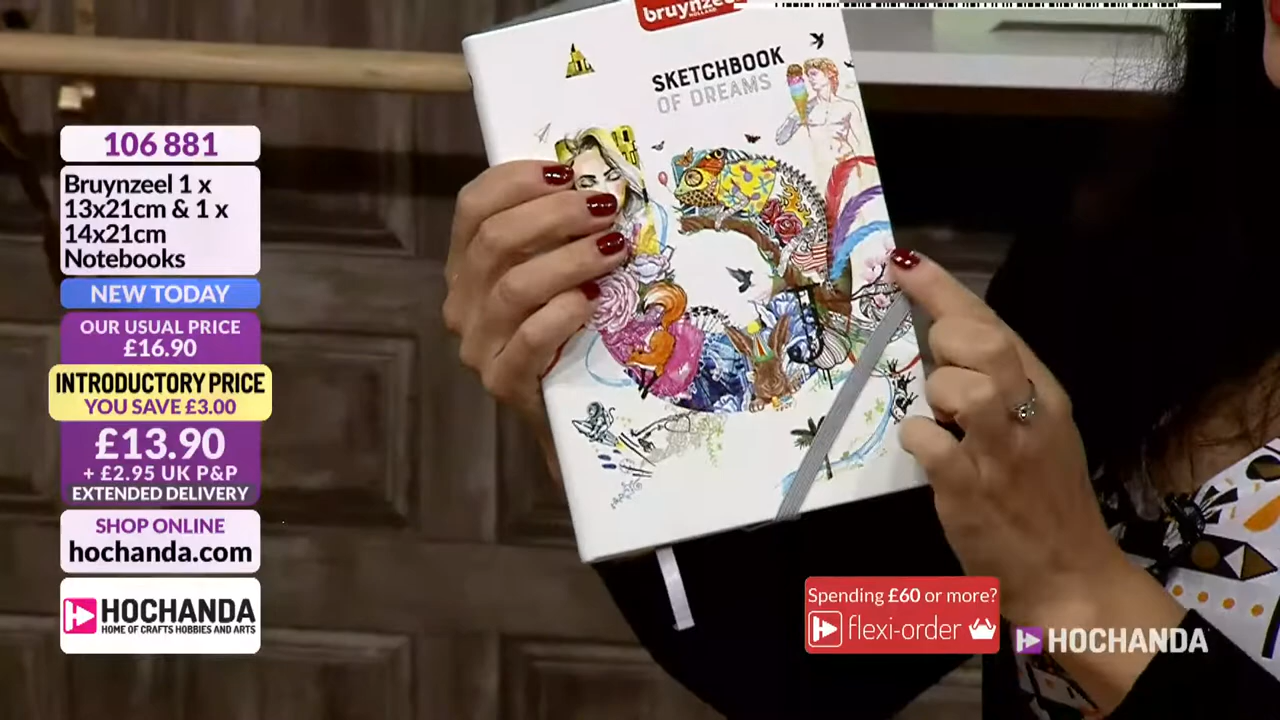 bruynzeel
HOLLAND
SKETCHBOOK
OF DREAMS
106 881
Bruynzeel 1 x
13x21cm & 1 x
14x21cm
Notebooks
NEW TODAY
OUR USUAL PRICE
£16.90
INTRODUCTORY PRICE
YOU SAVE £3.00
£13.90
+ £2.95 UK P&P
EXTENDED DELIVERY
SHOP ONLINE
hochanda.com
HOCHANDA
HOME OF CRAFTS HOBBIES AND ARTS
Spending £60 or more?
flexi-order
HOCHANDA